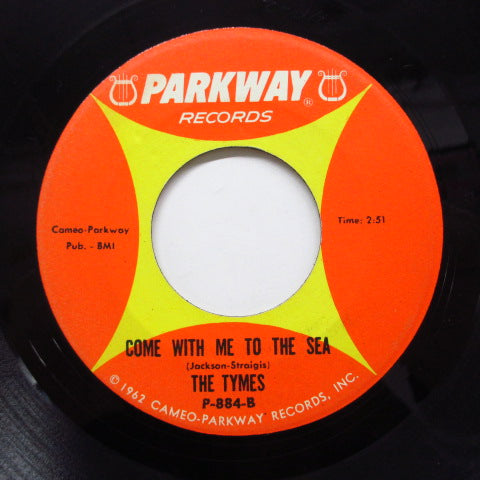 PARKWAY ®
RECORDS
Cameo-Parkway
Pub. - BMI
Time: 2:51
COME WITH ME TO THE SEA
(Jackson-Straigis)
THE TYMES
P-884-B
© 1962 CAMEO-PARKWAY RECORDS, INC.